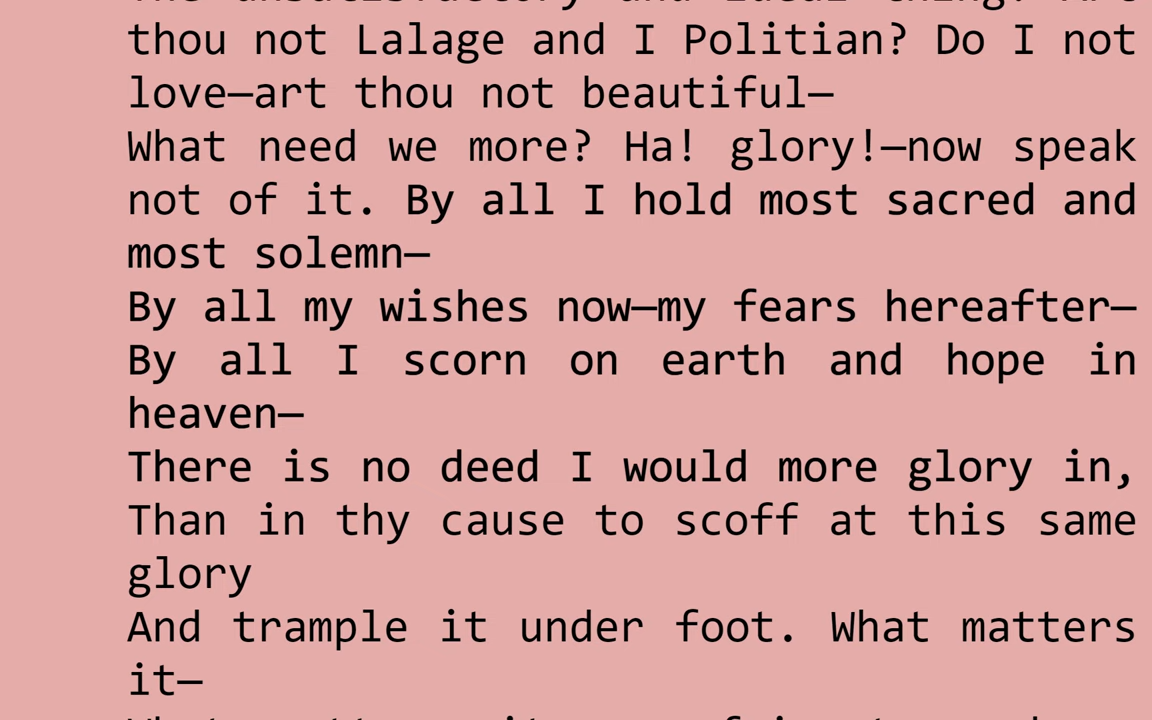 thou not Lalage and I Politian? Do I not
love—art thou not beautiful—
What need we more? Ha! glory!—now speak
not of it. By all I hold most sacred and
most solemn—
By all my wishes now—my fears hereafter—
By all I scorn on earth and hope in
heaven—
There is no deed I would more glory in,
Than in thy cause to scoff at this same
glory
And trample it under foot. What matters
it—